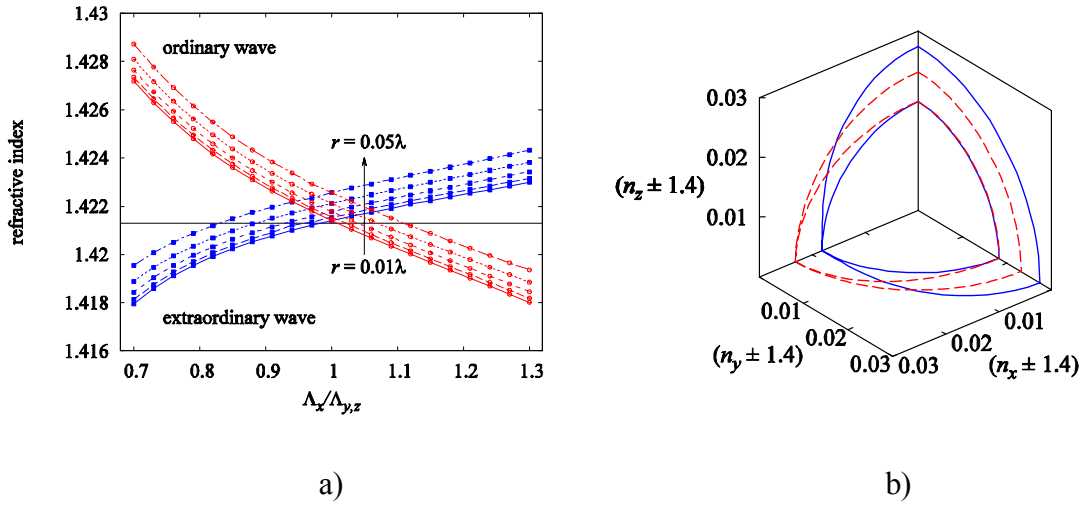 1.43
1.428
1.426
1.424
1.422
1.42
1.418
1.416
refractive index
ordinary wave
r = 0.05λ
r = 0.01λ
extraordinary wave
0.7 0.8 0.9 1 1.1 1.2 1.3
Λx/Λy,z
a)
0.03
0.02
(nz ± 1.4)
0.01
0.01
0.02
0.03
(ny ± 1.4)
0.03
0.02
0.01
(nx ± 1.4)
b)